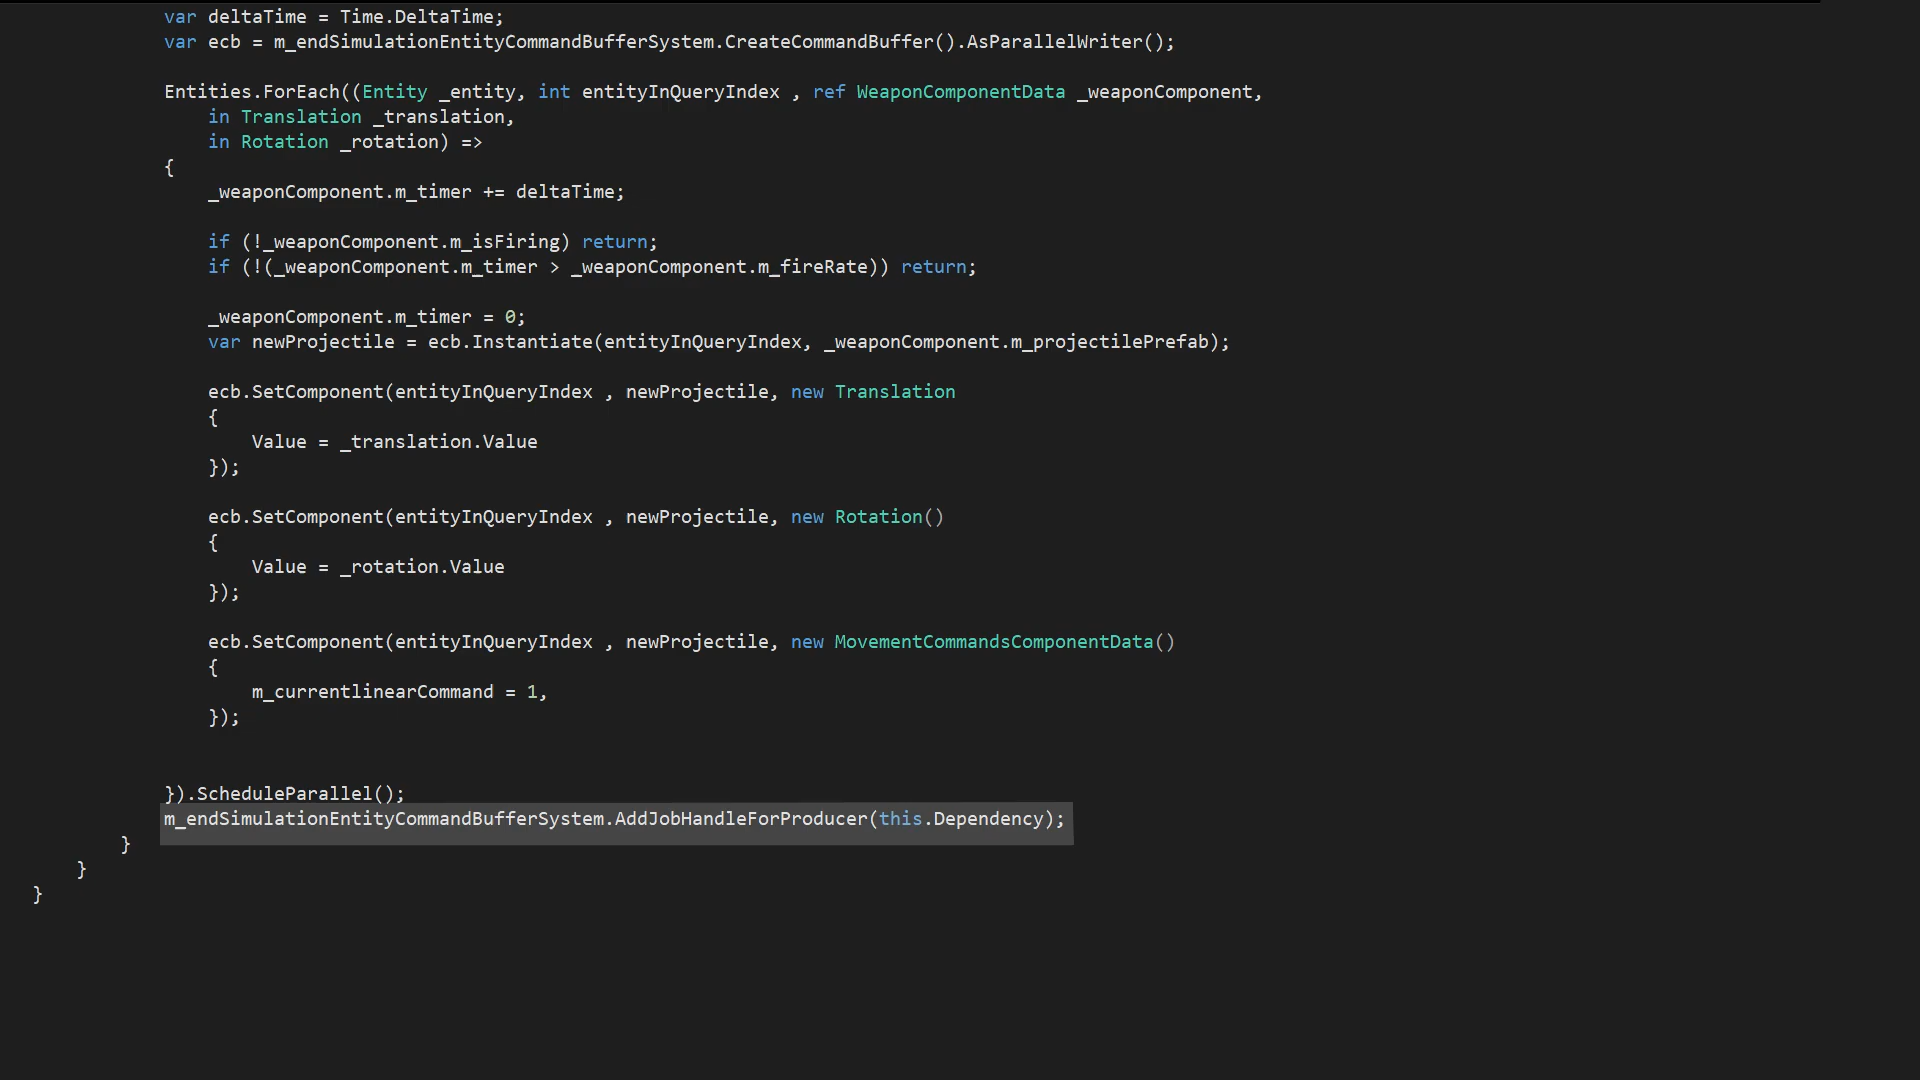 var deltaTime = Time.DeltaTime;
var ecb = m_endSimulationEntityCommandBufferSystem.CreateCommandBuffer().AsParallelWriter();
Entities.ForEach((Entity _entity, int entityInQueryIndex , ref WeaponComponentData _weaponComponent,
in Translation _translation,
in Rotation _rotation) =>
{
_weaponComponent.m_timer += deltaTime;
if (!_weaponComponent.m_isFiring) return;
if (!(_weaponComponent.m_timer > _weaponComponent.m_fireRate)) return;
_weaponComponent.m_timer = 0;
var newProjectile = ecb.Instantiate(entityInQueryIndex, _weaponComponent.m_projectilePrefab);
ecb.SetComponent(entityInQueryIndex , newProjectile, new Translation
{
Value = _translation.Value
});
ecb.SetComponent(entityInQueryIndex , newProjectile, new Rotation()
{
Value = _rotation.Value
});
ecb.SetComponent(entityInQueryIndex , newProjectile, new MovementCommandsComponentData()
{
m_currentlinearCommand = 1,
});
}).ScheduleParallel();
m_endSimulationEntityCommandBufferSystem.AddJobHandleForProducer(this.Dependency);
}
}
}